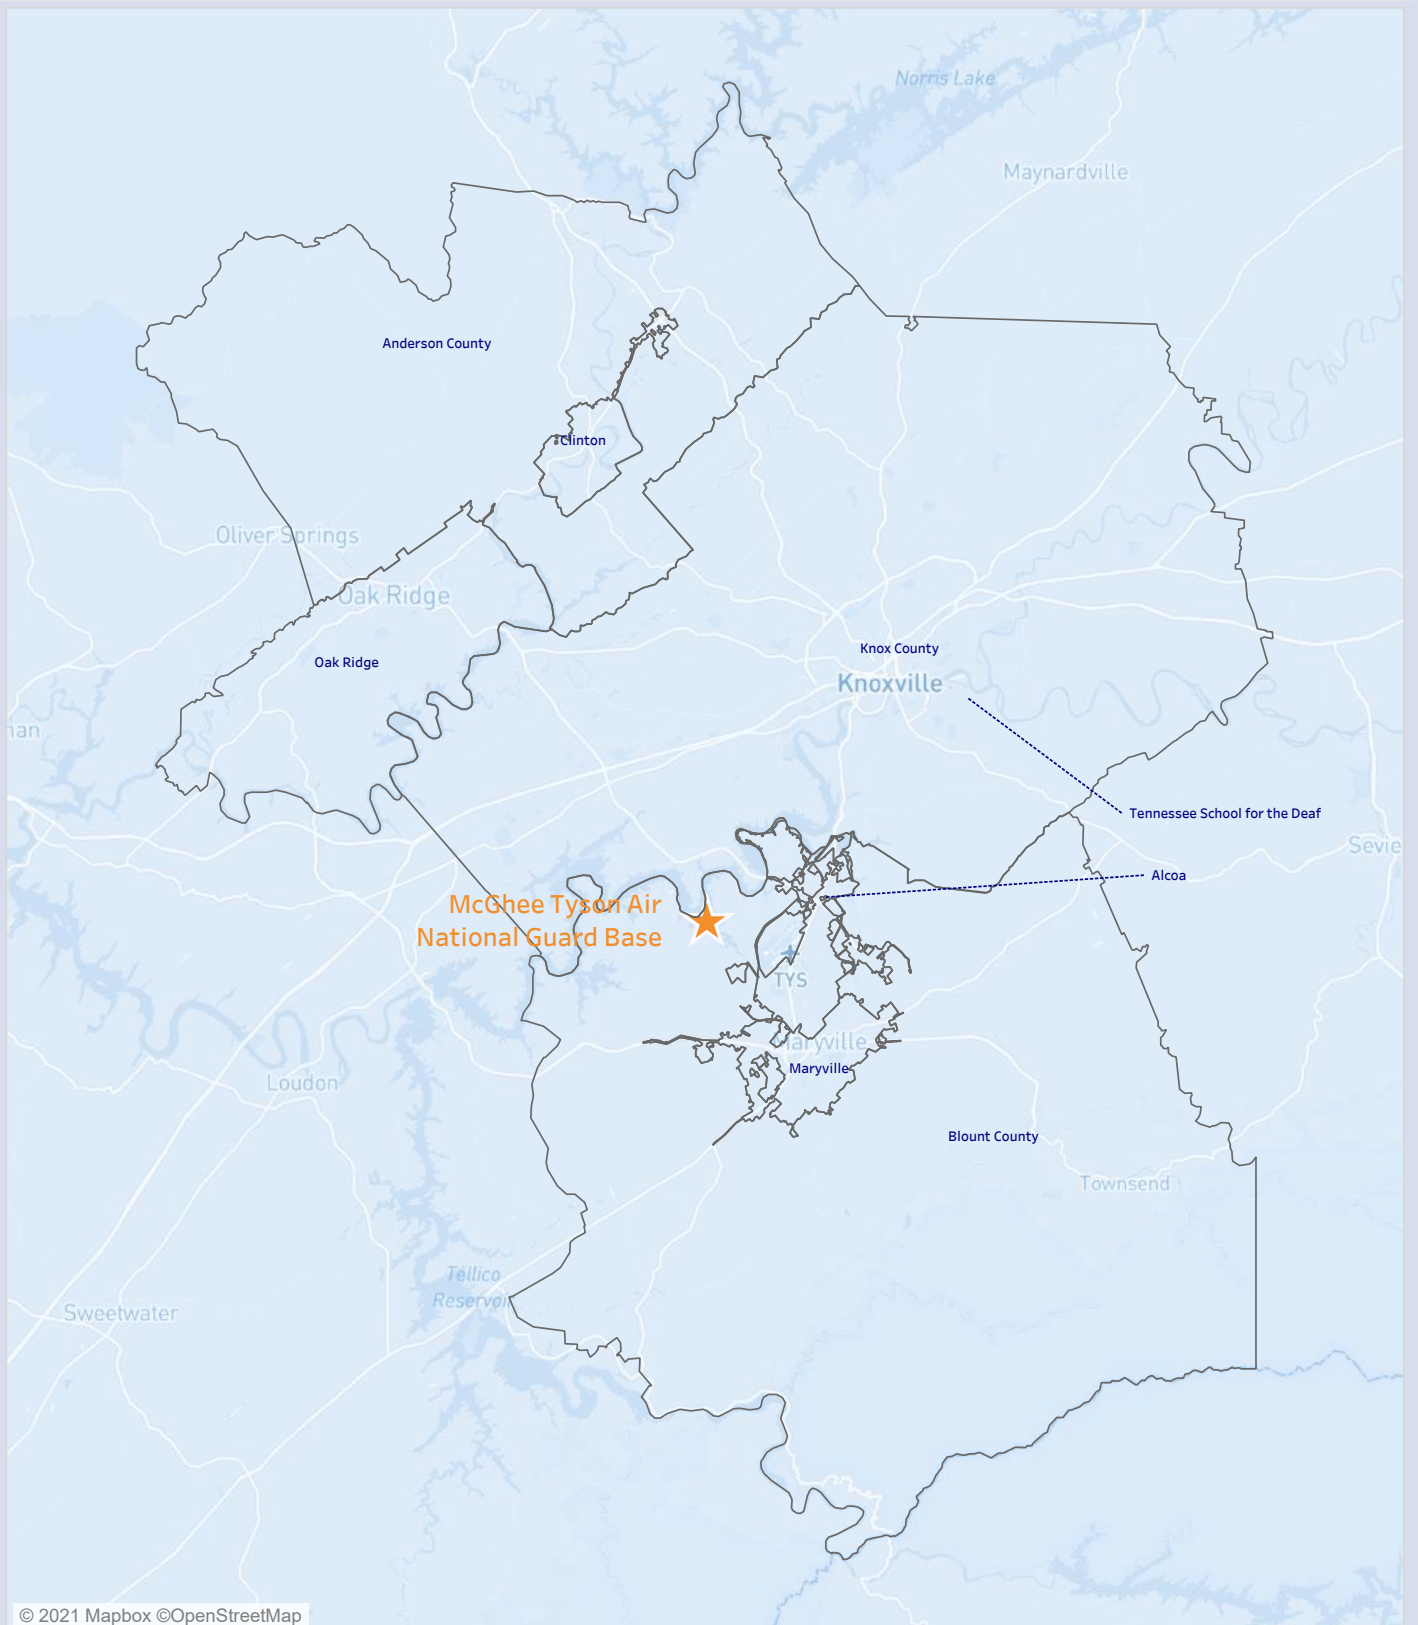 Norris Lake
Maynardville
Anderson County
Clinton
Oliver Springs
Oak Ridge
Knox County
Oak Ridge
Knoxville
Tennessee School for the Deaf
Sevie
Alcoa
McGhee Tyson Air
National Guard Base
TYS
Maryville
Maryville
Loudon
Blount County
Townsend
Tellico
Reservoir
Sweetwater
© 2021 Mapbox ©OpenStreetMap